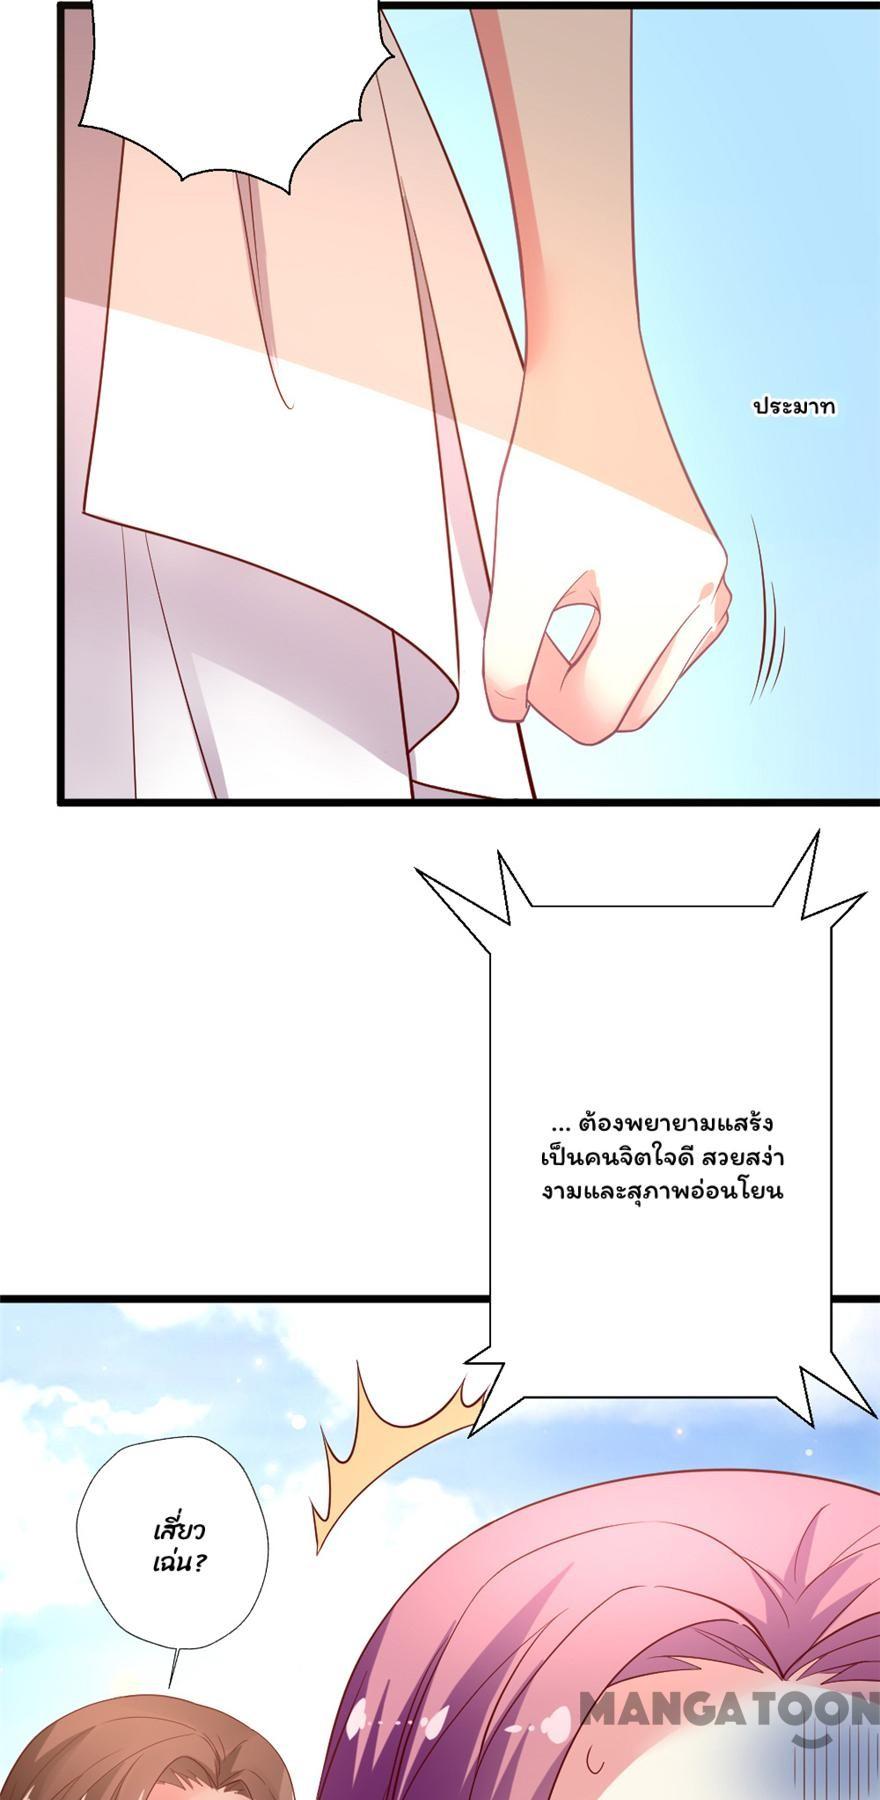 ประมาท
... ต้องพยายามแสร้ง
เป็นคนจิตใจดี สวยสง่า
งามและสุภาพอ่อนโยน
เสี่ยว
เฉ่น?
MANGATOON